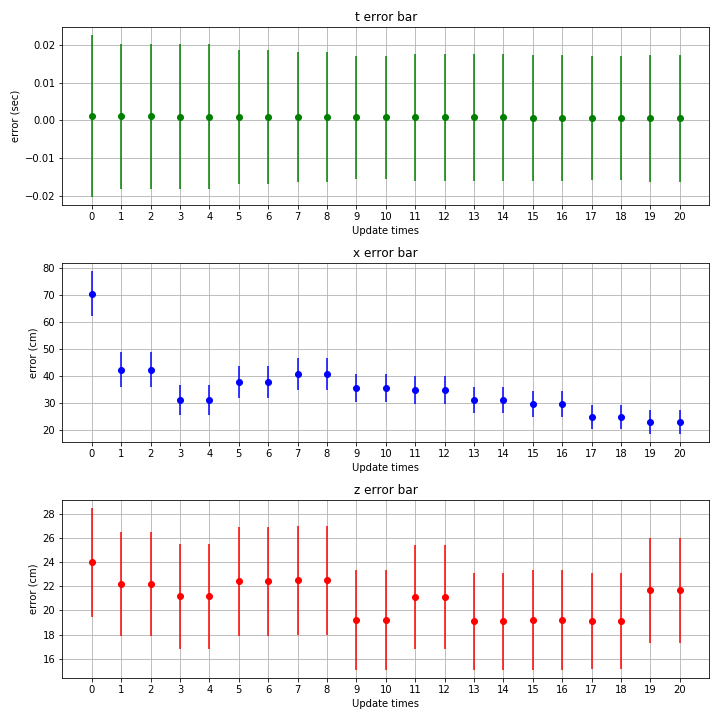 t error bar
error (sec)
0.02
0.01
0.00
−0.01
−0.02
0 1 2 3 4 5 6 7 8 9 10 11 12 13 14 15 16 17 18 19 20
Update times
x error bar
error (cm)
80
70
60
50
40
30
20
0 1 2 3 4 5 6 7 8 9 10 11 12 13 14 15 16 17 18 19 20
Update times
z error bar
error (cm)
28
26
24
22
20
18
16
0 1 2 3 4 5 6 7 8 9 10 11 12 13 14 15 16 17 18 19 20
Update times